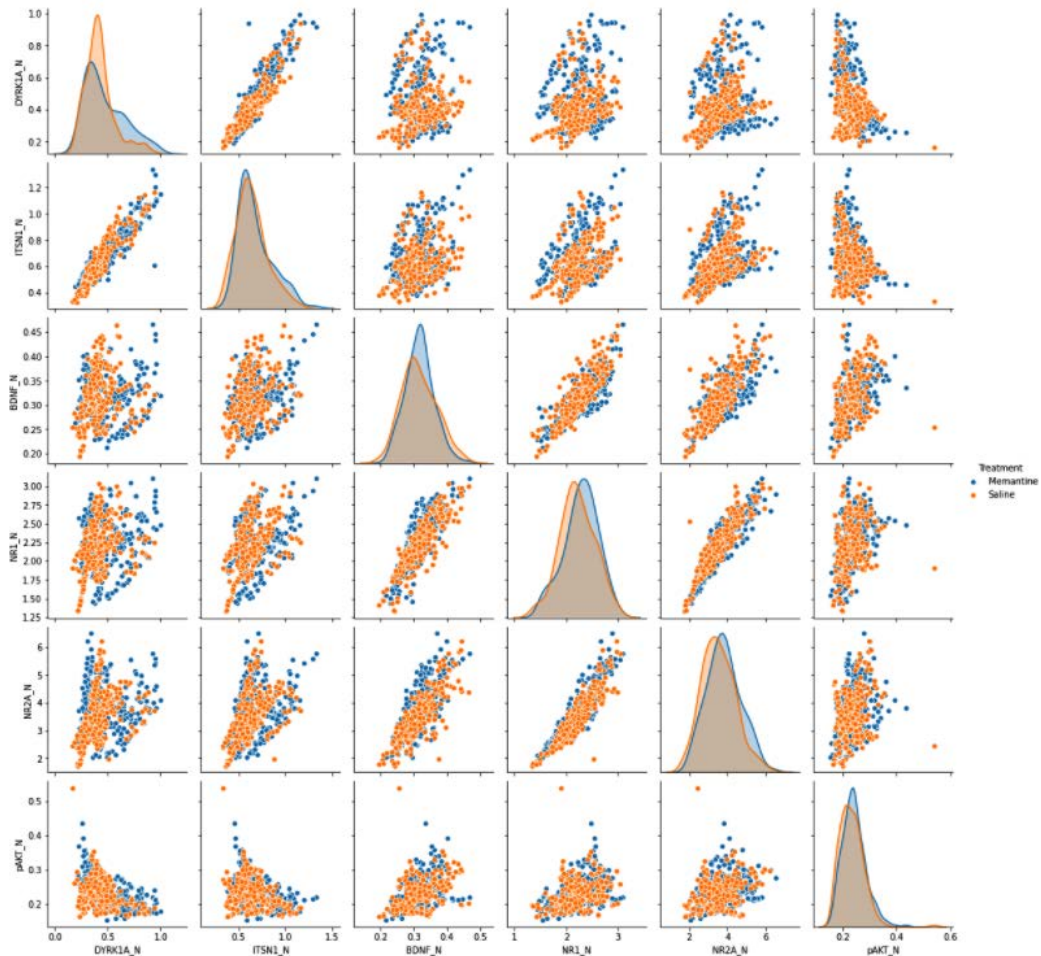 1.0
0.8
0.6
0.4
0.2
DYRK1A_N
1.2
1.0
0.8
0.6
0.4
ITSN1_N
0.45
0.40
0.35
0.30
0.25
0.20
BDNF_N
3.00
2.75
2.50
2.25
2.00
1.75
1.50
1.25
NR1_N
Treatment
Memantine
Saline
6
5
4
3
2
NR2A_N
0.5
0.4
0.3
0.2
pAKT_N
0.0 0.5 1.0
0.5 1.0 1.5
0.2 0.3 0.4 0.5
1 2 3
2 4 6
0.2 0.4 0.6
DYRK1A_N ITSN1_N BDNF_N NR1_N NR2A_N pAKT_N